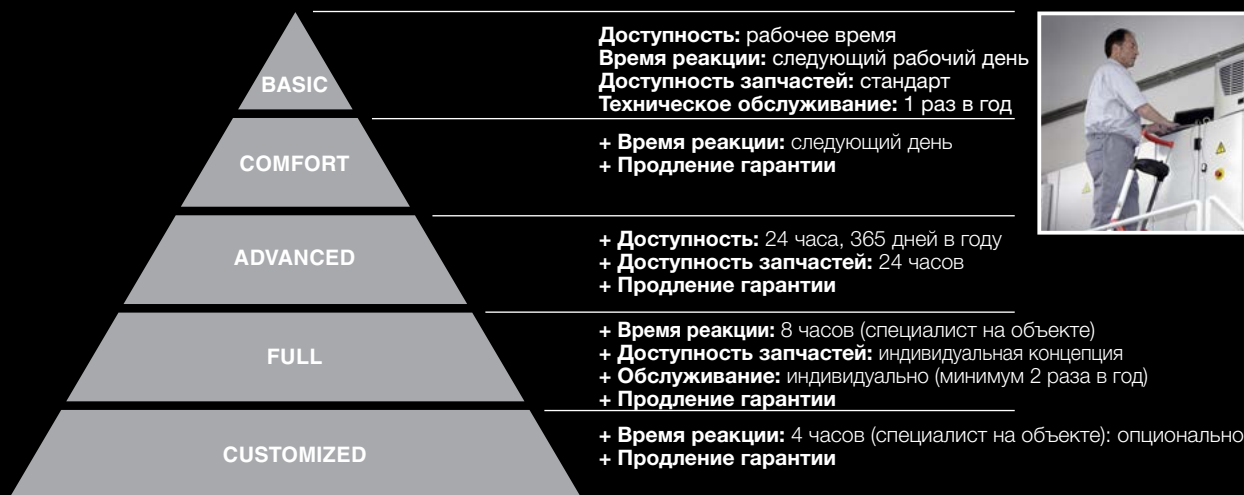 BASIC
Доступность: рабочее время
Время реакции: следующий рабочий день
Доступность запчастей: стандарт
Техническое обслуживание: 1 раз в год
COMFORT
+ Время реакции: следующий день
+ Продление гарантии
ADVANCED
+ Доступность: 24 часа, 365 дней в году
+ Доступность запчастей: 24 часов
+ Продление гарантии
FULL
+ Время реакции: 8 часов (специалист на объекте)
+ Доступность запчастей: индивидуальная концепция
+ Обслуживание: индивидуально (минимум 2 раза в год)
+ Продление гарантии
CUSTOMIZED
+ Время реакции: 4 часов (специалист на объекте): опционально
+ Продление гарантии